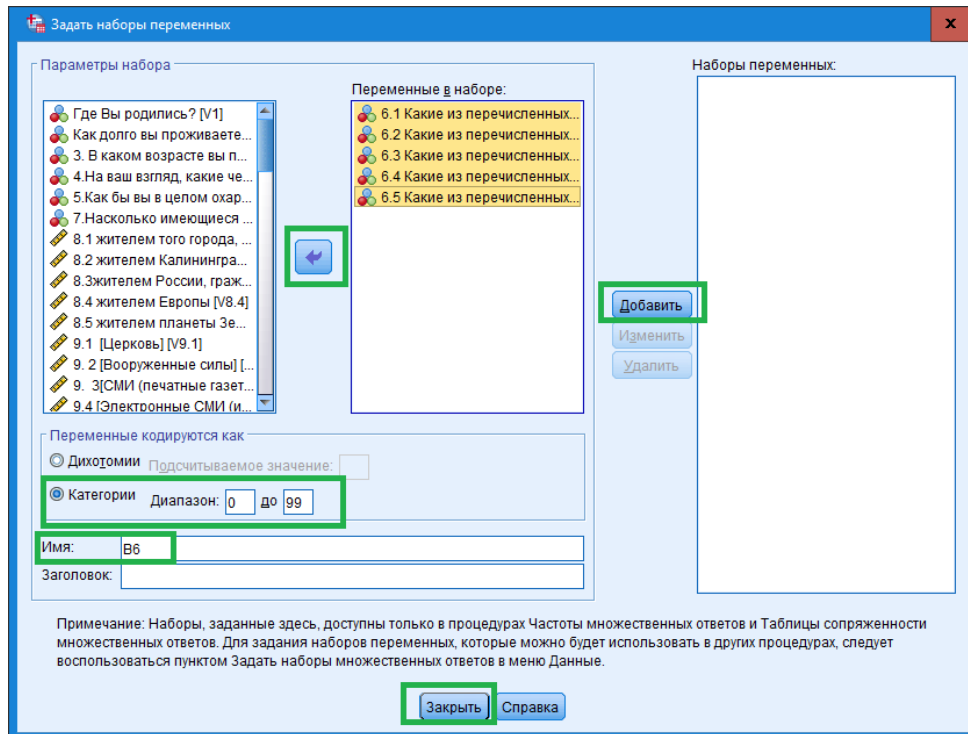 Задать наборы переменных
x
Параметры набора
Наборы переменных:
Переменные в наборе:
Где Вы родились? [V1]
Как долго вы проживаете...
3. В каком возрасте вы п...
4.На ваш взгляд, какие че...
5.Как бы вы в целом охар...
7.Насколько имеющиеся ...
8.1 жителем того города, ...
8.2 жителем Калинингра...
8.3жителем России, граж...
8.4 жителем Европы [V8.4]
8.5 жителем планеты Зе...
9.1 [Церковь] [V9.1]
9. 2 [Вооруженные силы] [...
9. 3[СМИ (печатные газет...
9.4 [Электронные СМИ (и...
6.1 Какие из перечисленных...
6.2 Какие из перечисленных...
6.3 Какие из перечисленных...
6.4 Какие из перечисленных...
6.5 Какие из перечисленных...
Добавить
Изменить
Удалить
Переменные кодируются как
Дихотомии Подсчитываемое значение:
Категории Диапазон: 0 до 99
Имя: В6
Заголовок:
Примечание: Наборы, заданные здесь, доступны только в процедурах Частоты множественных ответов и Таблицы сопряженности
множественных ответов. Для задания наборов переменных, которые можно будет использовать в других процедурах, следует
воспользоваться пунктом Задать наборы множественных ответов в меню Данные.
Закрыть Справка